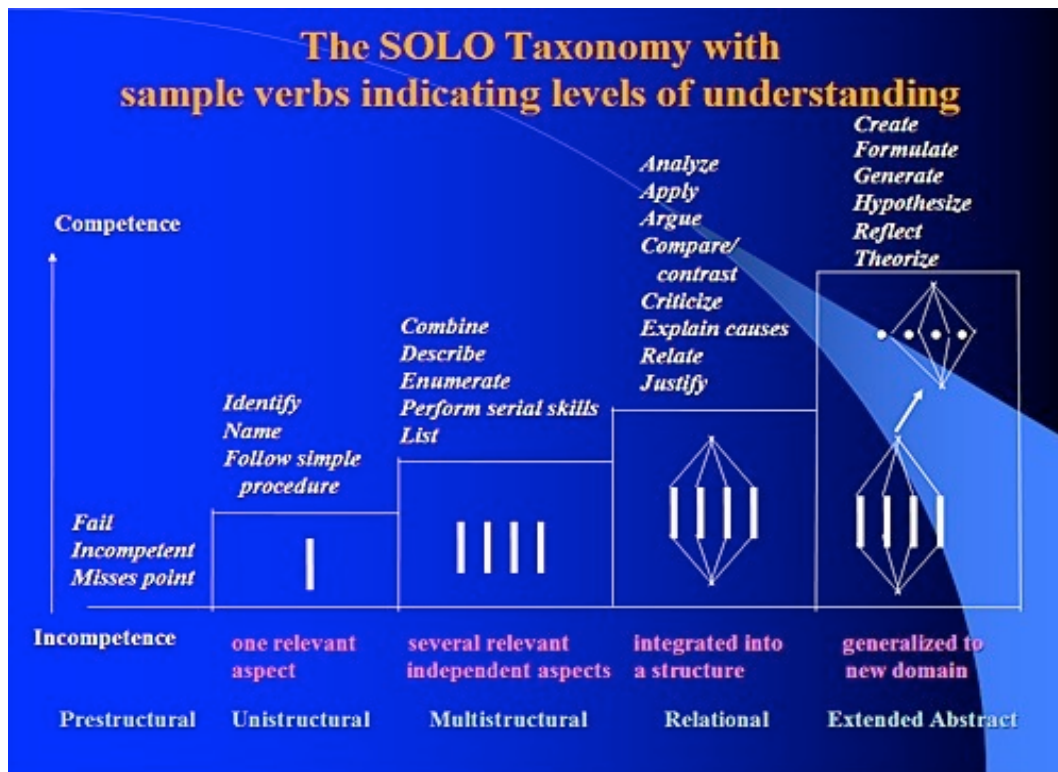 The SOLO Taxonomy with
sample verbs indicating levels of understanding
Competence
Incompetence
Fail
Incompetent
Misses point
Prestructural
Identify
Name
Follow simple
procedure
one relevant
aspect
Unistructural
Combine
Describe
Enumerate
Perform serial skills
List
several relevant
independent aspects
Multistructural
Analyze
Apply
Argue
Compare/
contrast
Criticize
Explain causes
Relate
Justify
integrated into
a structure
Relational
Create
Formulate
Generate
Hypothesize
Reflect
Theorize
generalized to
new domain
Extended Abstract